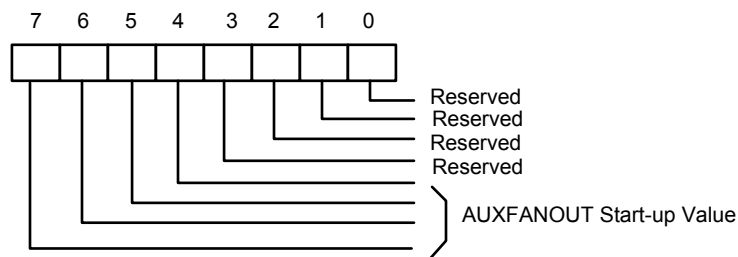 7 6 5 4 3 2 1 0
Reserved
Reserved
Reserved
Reserved
AUXFANOUT Start-up Value